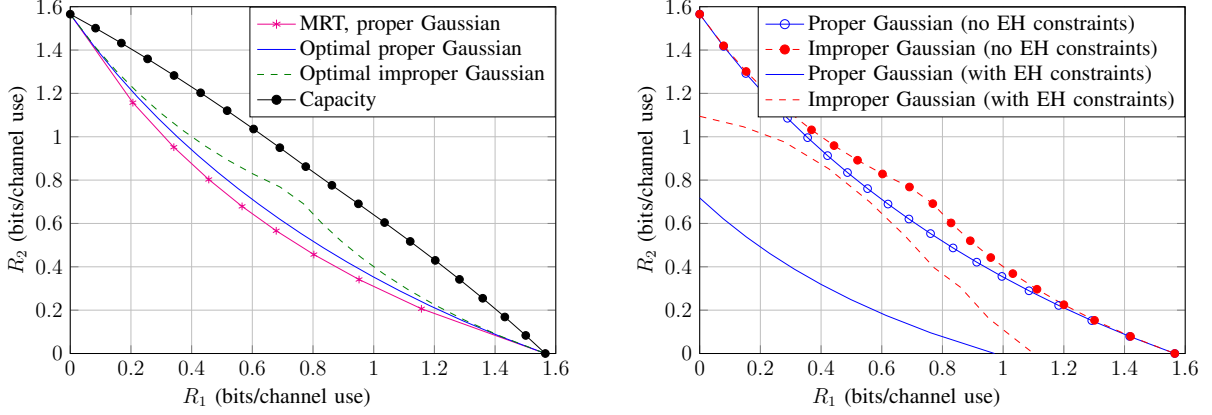 MRT, proper Gaussian
Optimal proper Gaussian
Optimal improper Gaussian
Capacity
R2 (bits/channel use)
1.6
1.4
1.2
1
0.8
0.6
0.4
0.2
0
0 0.2 0.4 0.6 0.8 1 1.2 1.4 1.6
R1 (bits/channel use)
Proper Gaussian (no EH constraints)
Improper Gaussian (no EH constraints)
Proper Gaussian (with EH constraints)
Improper Gaussian (with EH constraints)
R2 (bits/channel use)
1.6
1.4
1.2
1
0.8
0.6
0.4
0.2
0
0 0.2 0.4 0.6 0.8 1 1.2 1.4 1.6
R1 (bits/channel use)